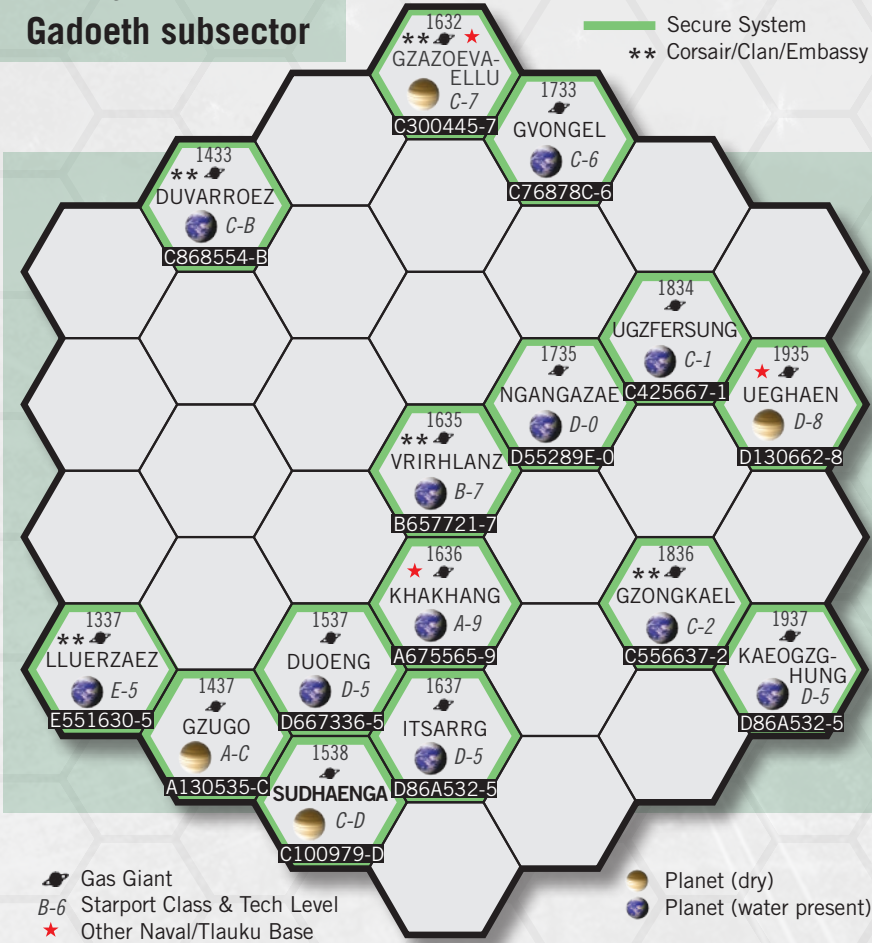 Gadoeth subsector
Secure System
** Corsair/Clan/Embassy
1632
**
GZAZOEVA-
ELLU
C-7
C300445-7
1733
GVONGEL
C-6
C76878C-6
1433
**
DUVARROEZ
C-B
C868554-B
1834
UGZFERSUNG
C-1
C425667-1
1735
NGANGAZAE
D-0
D55289E-0
1935
UEGHAEN
D-8
D130662-8
1635
**
VRIRHLANZ
B-7
B657721-7
1636
KHAKHANG
A-9
A675565-9
1836
**
GZONGKAEL
C-2
C556637-2
1337
**
LLUERZAEZ
E-5
E551630-5
1537
DUOENG
D-5
D667336-5
1937
KAEOGZG-
HUNG
D-5
D86A532-5
1437
GZUGO
A-C
A130535-C
1637
ITSARRG
D-5
D86A532-5
1538
SUDHAENGA
C-D
C100979-D
Gas Giant
B-6 Starport Class & Tech Level
Other Naval/Tlauku Base
Planet (dry)
Planet (water present)